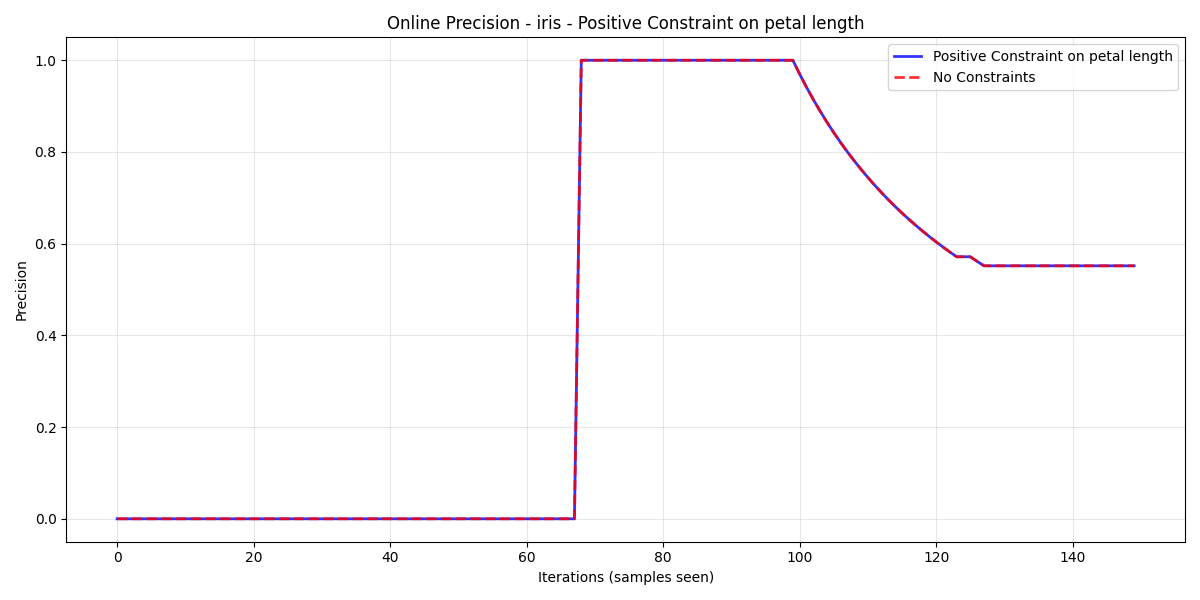 Online Precision - iris - Positive Constraint on petal length
Positive Constraint on petal length
No Constraints
1.0
0.8
0.6
0.4
0.2
0.0
Precision
0 20 40 60 80 100 120 140
Iterations (samples seen)